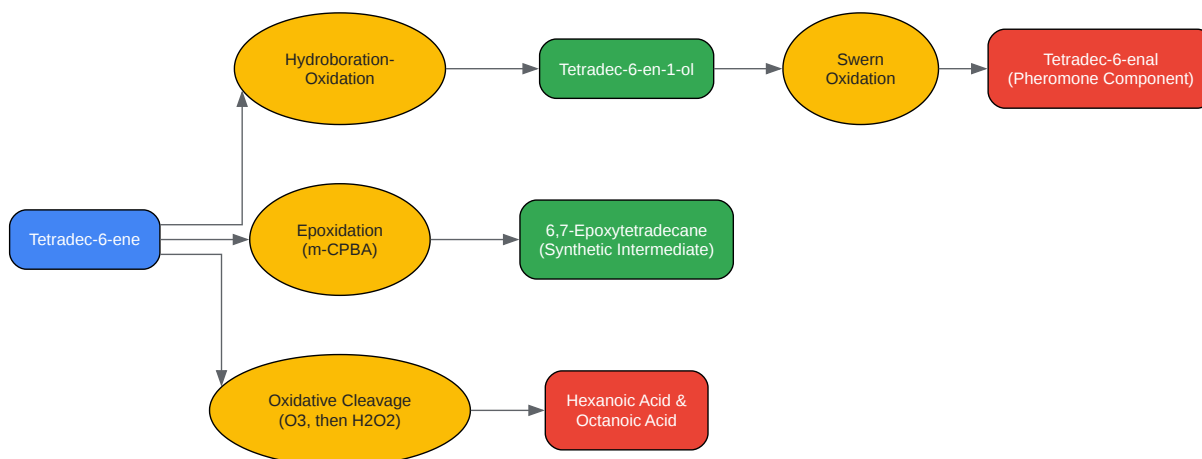 Hydroboration-
Oxidation
Tetradec-6-en-1-ol
Swern
Oxidation
Tetradec-6-enal
(Pheromone Component)
Tetradec-6-ene
Epoxidation
(m-CPBA)
6,7-Epoxytetradecane
(Synthetic Intermediate)
Oxidative Cleavage
(O3, then H2O2)
Hexanoic Acid &
Octanoic Acid